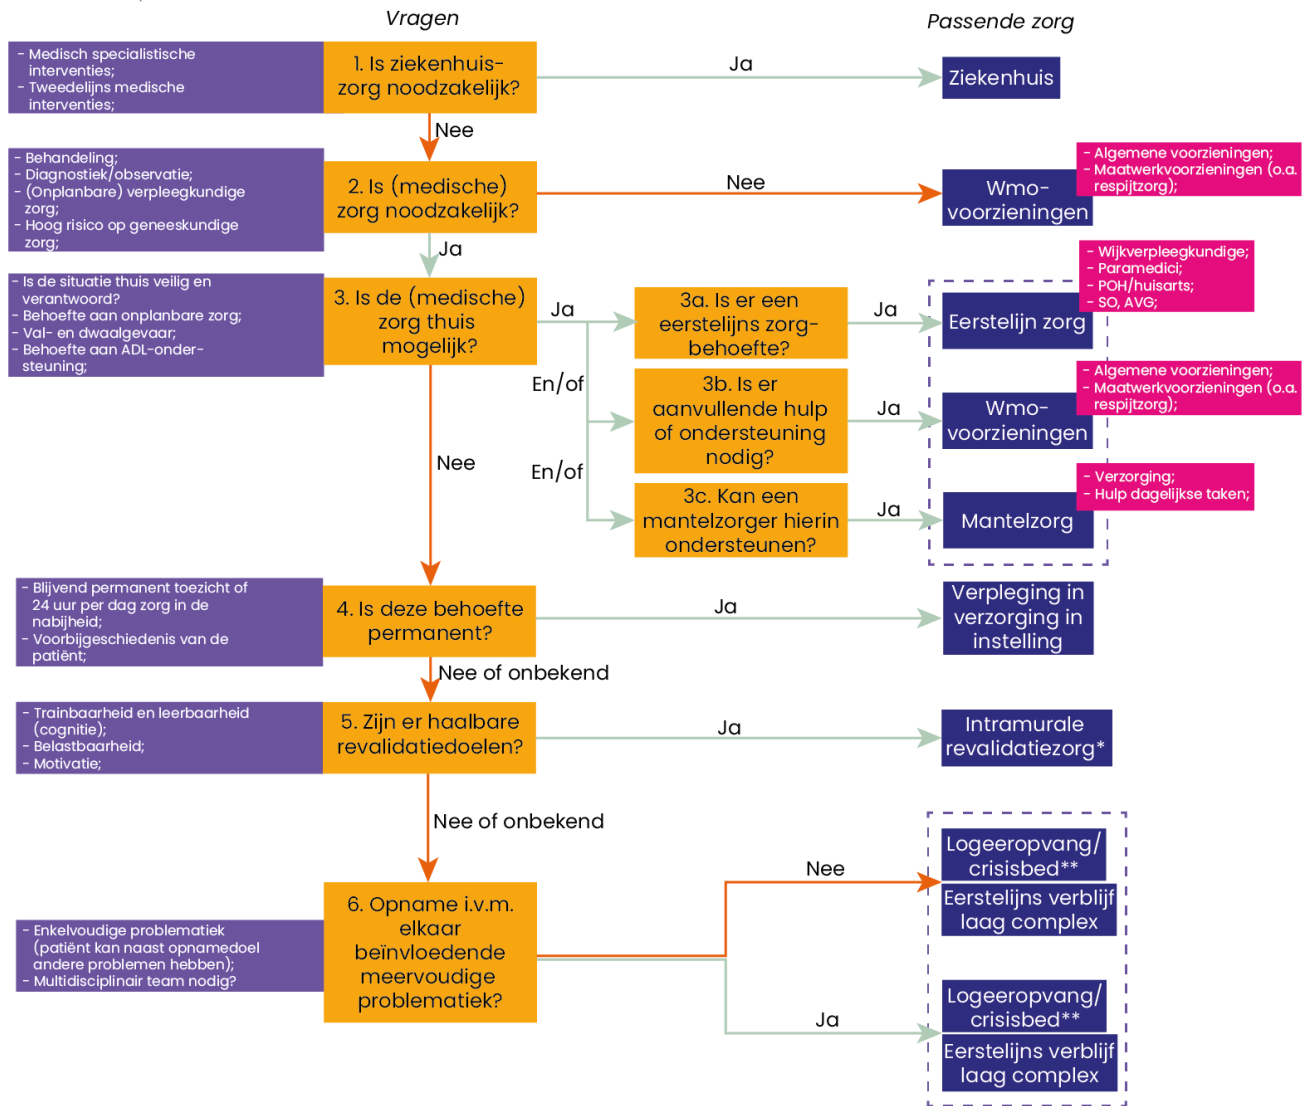 Vragen
Passende zorg
- Medisch specialistische
interventies;
- Tweedelijns medische
interventies;
1. Is ziekenhuis-
zorg noodzakelijk?
Ja
Ziekenhuis
Nee
- Behandeling;
- Diagnostiek/observatie;
- (Onplanbare) verpleegkundige
zorg;
- Hoog risico op geneeskundige
zorg;
2. Is (medische)
zorg noodzakelijk?
Nee
Wmo-
voorzieningen
- Algemene voorzieningen;
- Maatwerkvoorzieningen (o.a.
respijtzorg);
Ja
- Is de situatie thuis veilig en
verantwoord?
- Behoefte aan onplanbare zorg;
- Val- en dwaalgevaar;
- Behoefte aan ADL-onder-
steuning;
3. Is de (medische)
zorg thuis
mogelijk?
Ja
3a. Is er een
eerstelijns zorg-
behoefte?
Ja
Eerstelijn zorg
- Wijkverpleegkundige;
- Paramedici;
- POH/huisarts;
- SO, AVG;
En/of
3b. Is er
aanvullende hulp
of ondersteuning
nodig?
Ja
Wmo-
voorzieningen
- Algemene voorzieningen;
- Maatwerkvoorzieningen (o.a.
respijtzorg);
En/of
3c. Kan een
mantelzorger hierin
ondersteunen?
Ja
Mantelzorg
- Verzorging;
- Hulp dagelijkse taken;
Nee
- Blijvend permanent toezicht of
24 uur per dag zorg in de
nabijheid;
- Voorbijgeschiedenis van de
patiënt;
4. Is deze behoefte
permanent?
Ja
Verpleging in
verzorging in
instelling
Nee of onbekend
- Trainbaarheid en leerbaarheid
(cognitie);
- Belastbaarheid;
- Motivatie;
5. Zijn er haalbare
revalidatiedoelen?
Ja
Intramurale
revalidatiezorg*
Nee of onbekend
- Enkelvoudige problematiek
(patiënt kan naast opnamedoel
andere problemen hebben);
- Multidisciplinair team nodig?
6. Opname i.v.m.
elkaar
beïnvloedende
meervoudige
problematiek?
Nee
Logeeropvang/
crisisbed**
Eerstelijns verblijf
laag complex
Ja
Logeeropvang/
crisisbed**
Eerstelijns verblijf
laag complex